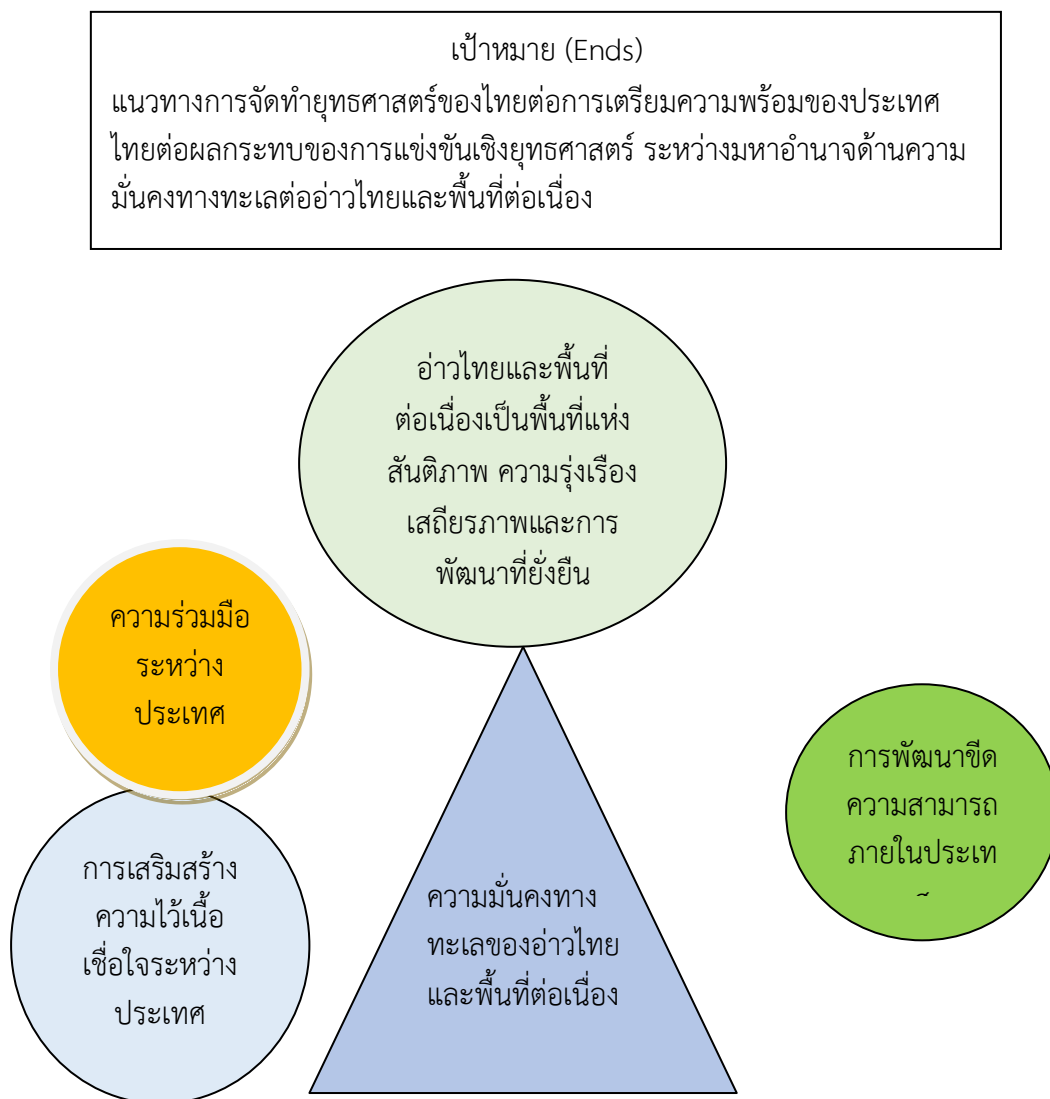 เป้าหมาย (Ends)
แนวทางการจัดทำยุทธศาสตร์ของไทยต่อการเตรียมความพร้อมของประเทศ
ไทยต่อผลกระทบของการแข่งขันเชิงยุทธศาสตร์ ระหว่างมหาอำนาจด้านความ
มั่นคงทางทะเลต่ออ่าวไทยและพื้นที่ต่อเนื่อง
อ่าวไทยและพื้นที่
ต่อเนื่องเป็นพื้นที่แห่ง
สันติภาพ ความรุ่งเรือง
เสถียรภาพและการ
พัฒนาที่ยั่งยืน
ความร่วมมือ
ระหว่าง
ประเทศ
การเสริมสร้าง
ความไว้เนื้อ
เชื่อใจระหว่าง
ประเทศ
ความมั่นคงทาง
ทะเลของอ่าวไทย
และพื้นที่ต่อเนื่อง
การพัฒนาขีด
ความสามารถ
ภายในประเท